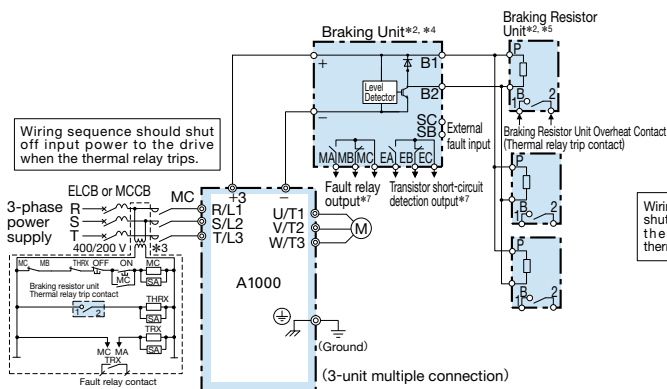 Braking Unit*2, *4
Braking Resistor
Unit*2, *5
+
B1
Level
Detector
B2
−
SC
SB
External
fault input
MA MB MC
EA EB EC
Fault relay
output*7
Transistor short-circuit
detection output*7
P
B
1
2
Braking Resistor Unit Overheat Contact
(Thermal relay trip contact)
P
B
1
2
P
B
1
2
Wiring sequence should shut
off input power to the drive
when the thermal relay trips.
Wirin
shut
the
therm
ELCB or MCCB
MC
3-phase
power
supply
R
S
T
400/200 V
*3
+3
−
R/L1
S/L2
T/L3
U/T1
V/T2
W/T3
M
A1000
(Ground)
(3-unit multiple connection)
MC
MB
THRX
OFF
ON
MC
MC
SA
Braking resistor unit
Thermal relay trip contact
1
2
THRX
SA
TRX
SA
MC
MA
TRX
Fault relay contact